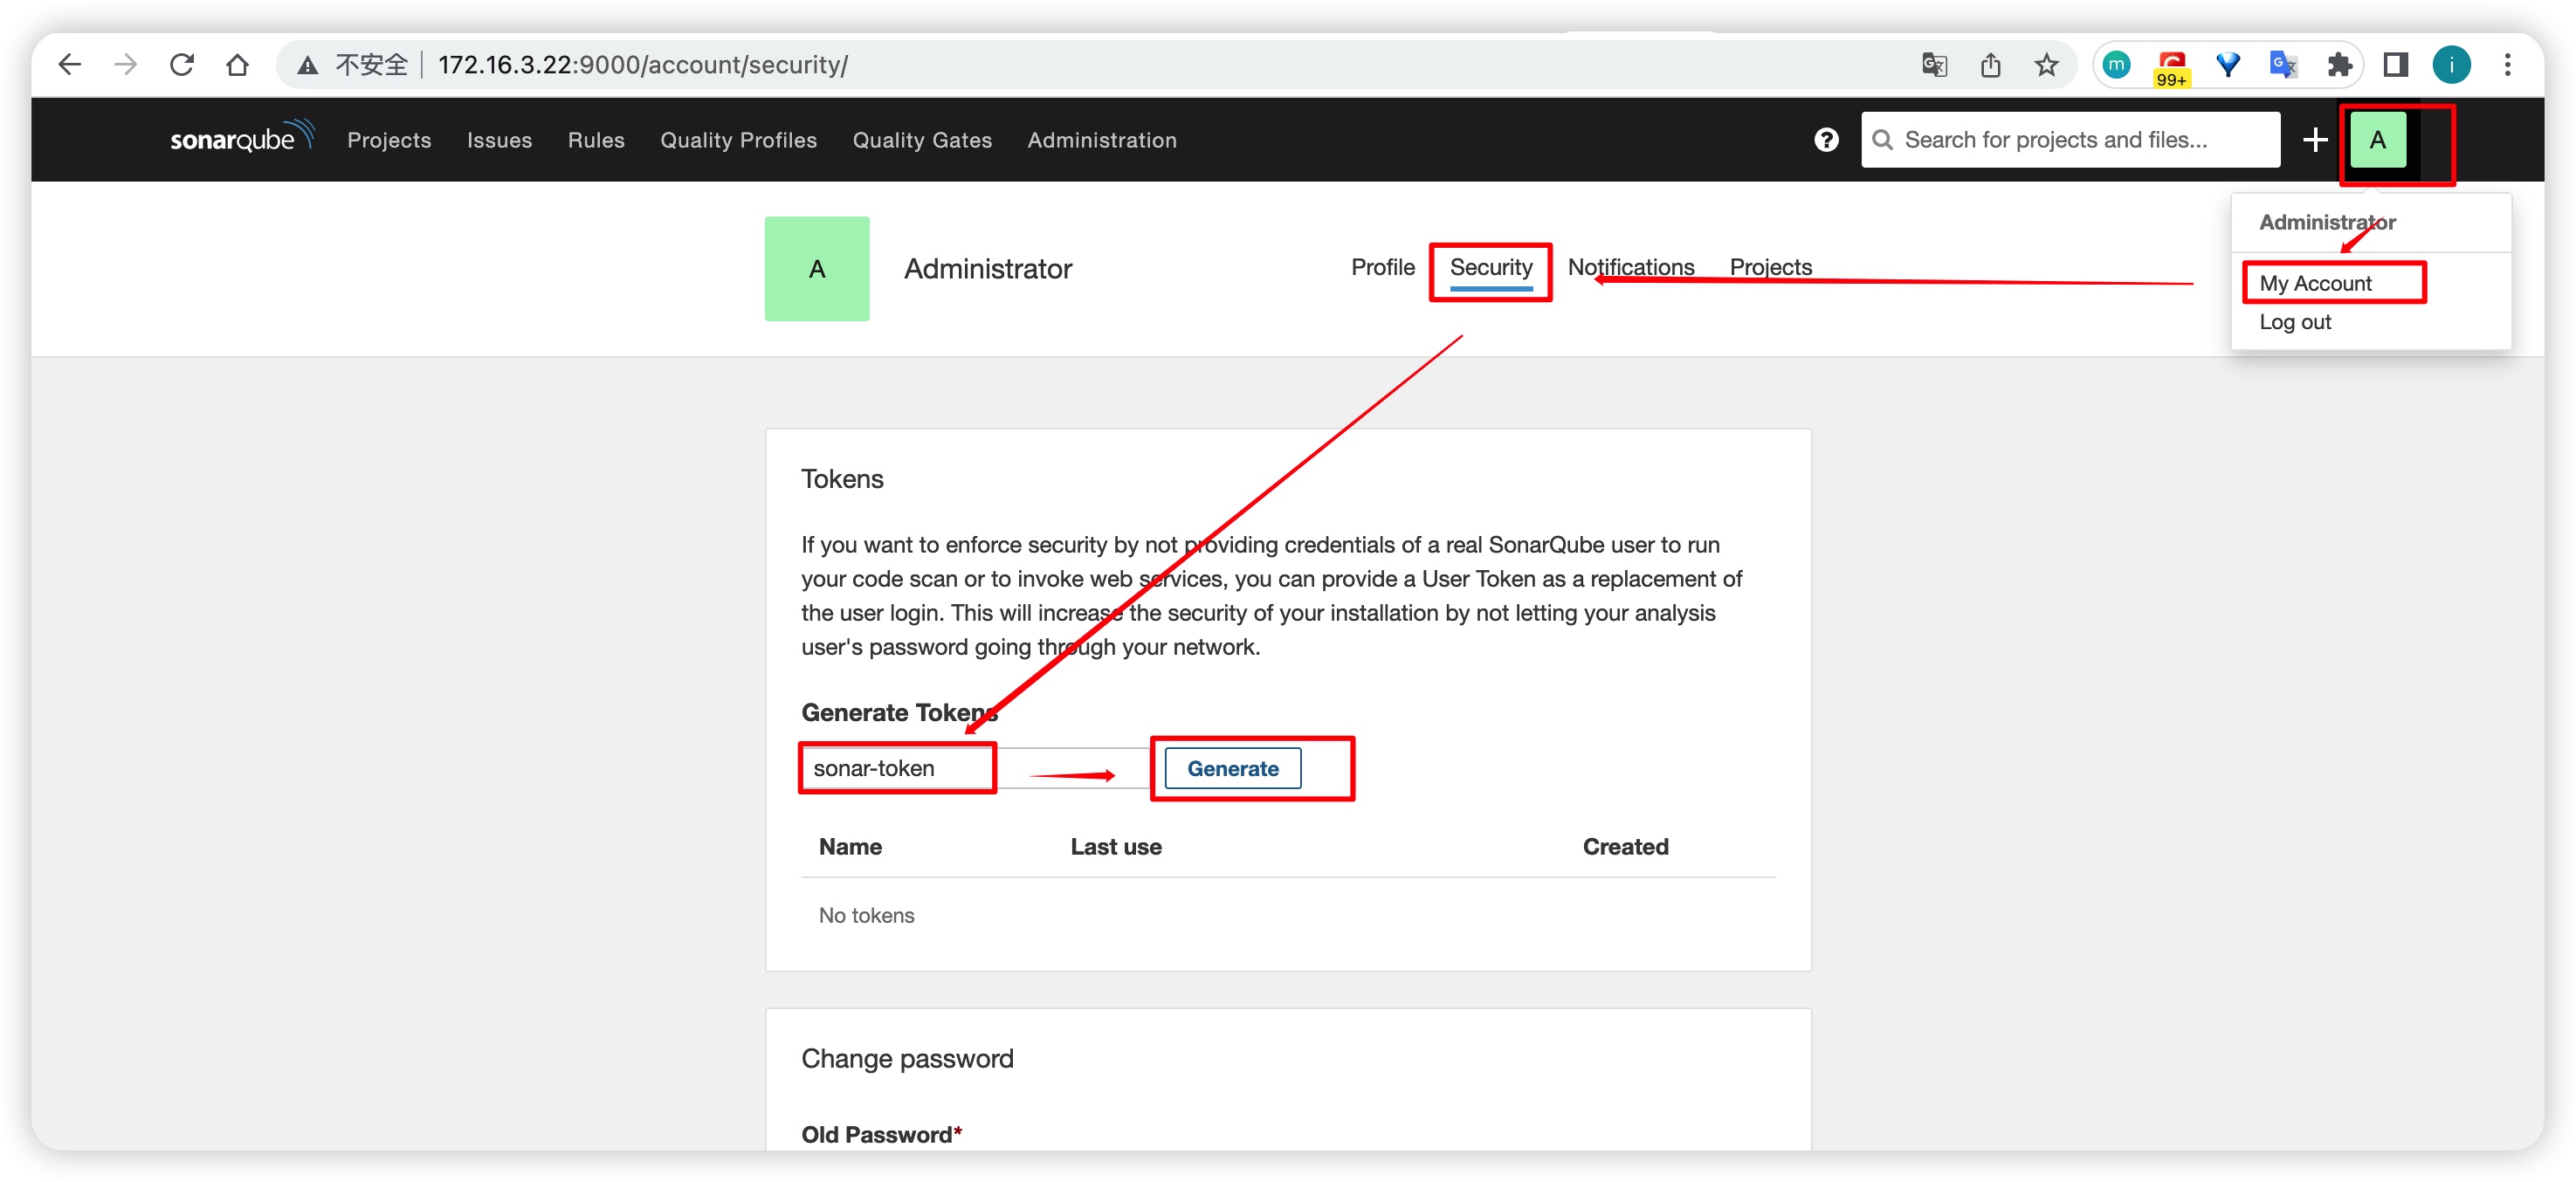 不安全 172.16.3.22:9000/account/security/
m
99+
i
sonarqube Projects Issues Rules Quality Profiles Quality Gates Administration
? Search for projects and files... A
Administrator
My Account
Log out
A Administrator
Profile Security Notifications Projects
Tokens
If you want to enforce security by not providing credentials of a real SonarQube user to run
your code scan or to invoke web services, you can provide a User Token as a replacement of
the user login. This will increase the security of your installation by not letting your analysis
user's password going through your network.
Generate Tokens
sonar-token Generate
Name Last use Created
No tokens
Change password
Old Password*